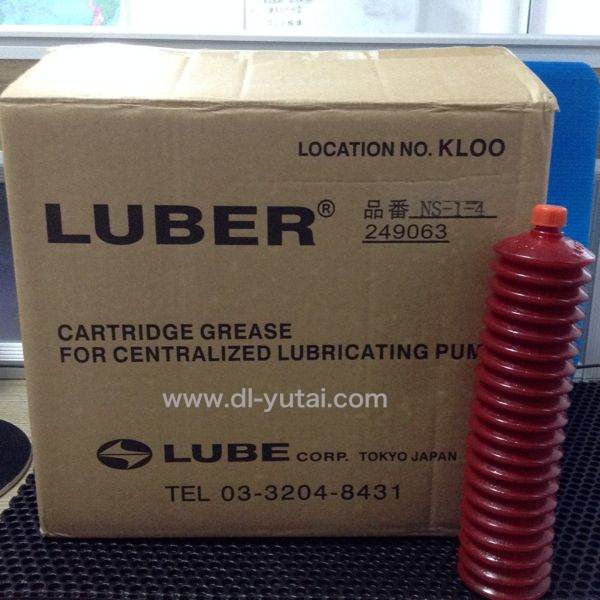 LOCATION NO. KLOO
LUBER® 品番 NS-1-4
249063
CARTRIDGE GREASE
FOR CENTRALIZED LUBRICATING PUM
www.dl-yutai.com
LUBE CORP. TOKYO JAPAN
TEL 03-3204-8431